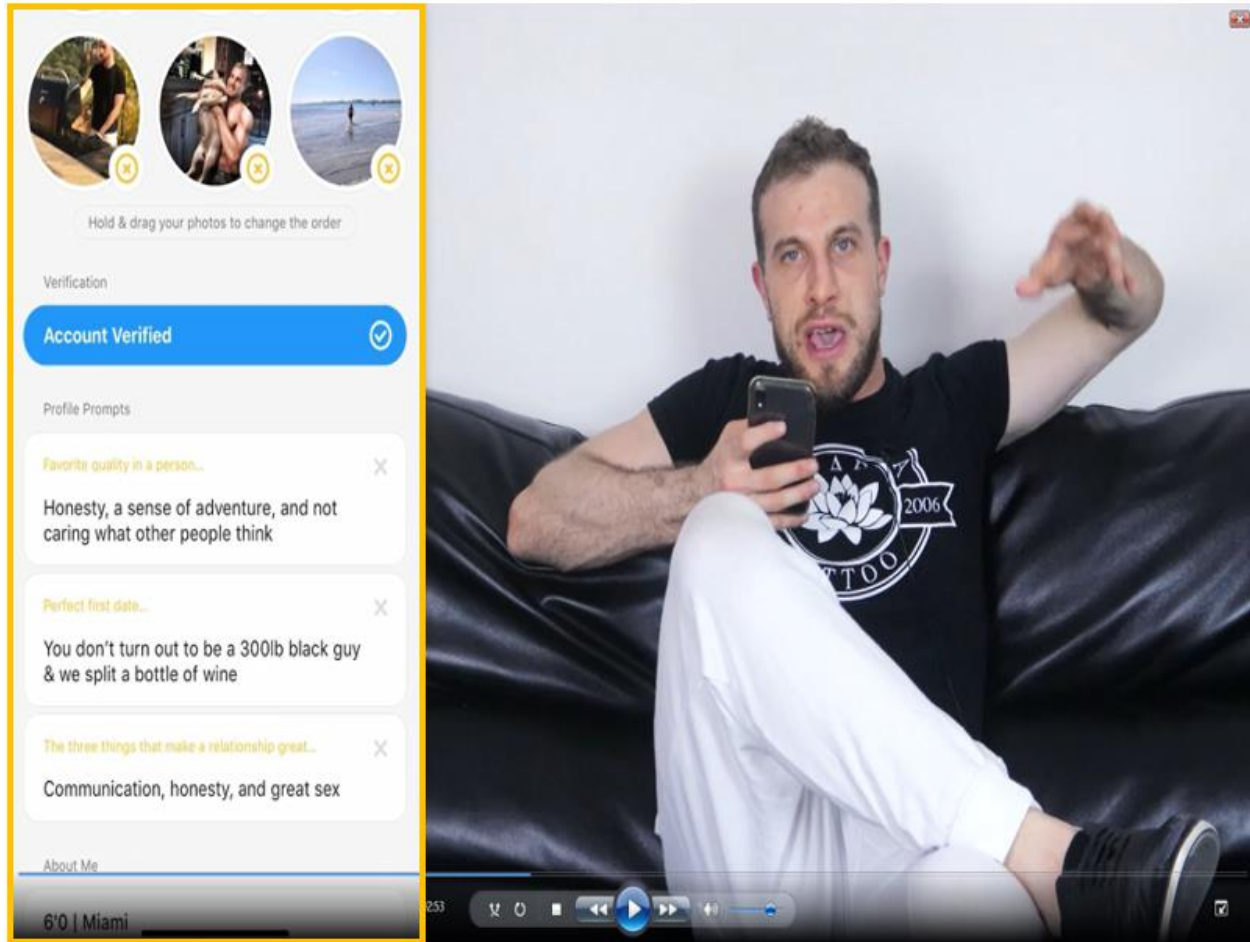 Hold & drag your photos to change the order
Verification
Account Verified
Profile Prompts
Favorite quality in a person...
Honesty, a sense of adventure, and not
caring what other people think
Perfect first date...
You don't turn out to be a 300lb black guy
& we split a bottle of wine
The three things that make a relationship great...
Communication, honesty, and great sex
About Me
6'0 | Miami
2006